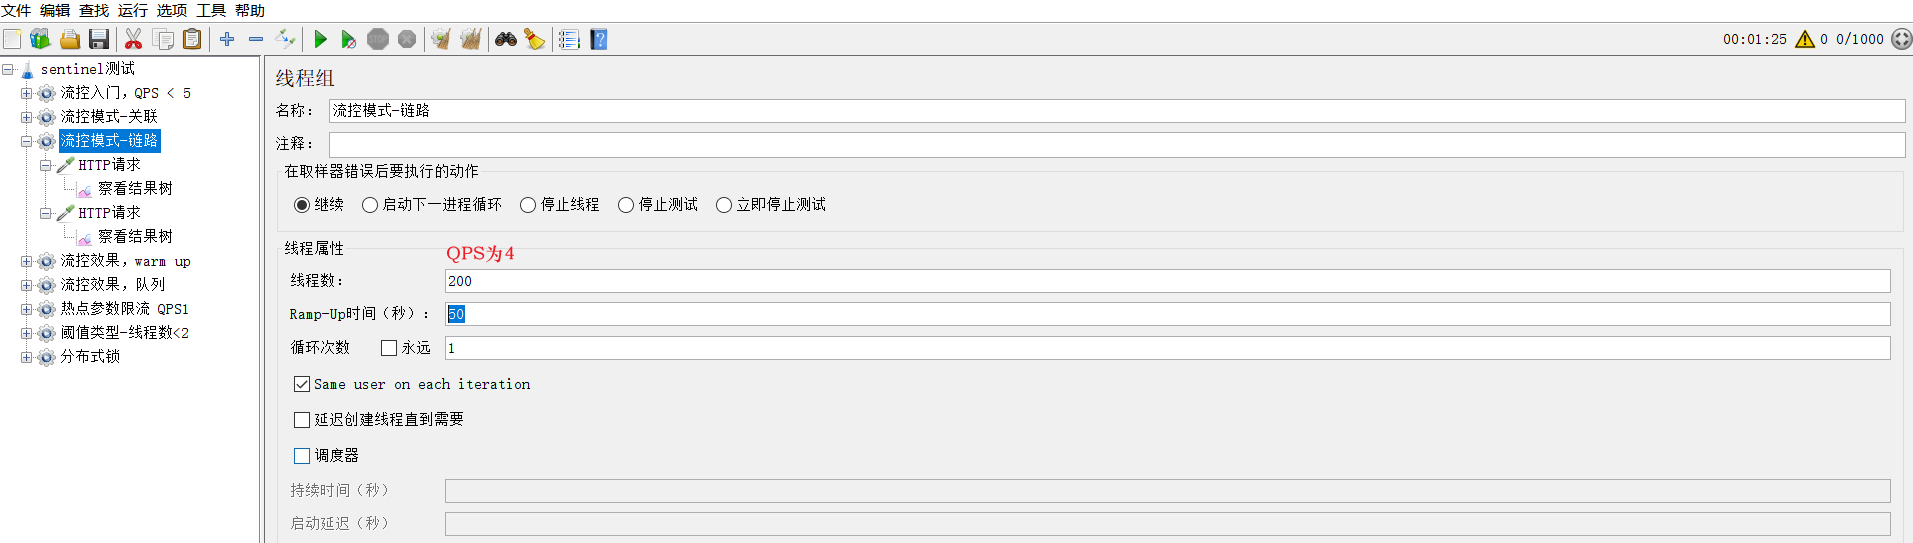 文件 编辑 查找 运行 选项 工具 帮助
00:01:25 0 0/1000
sentinel测试
流控入门，QPS < 5
流控模式-关联
流控模式-链路
HTTP请求
察看结果树
HTTP请求
察看结果树
流控效果，warm up
流控效果，队列
热点参数限流 QPS1
阈值类型-线程数<2
分布式锁
线程组
名称： 流控模式-链路
注释：
在取样器错误后要执行的动作
继续 启动下一进程循环 停止线程 停止测试 立即停止测试
线程属性
QPS为4
线程数： 200
Ramp-Up时间（秒）： 50
循环次数 永远 1
Same user on each iteration
延迟创建线程直到需要
调度器
持续时间（秒）
启动延迟（秒）